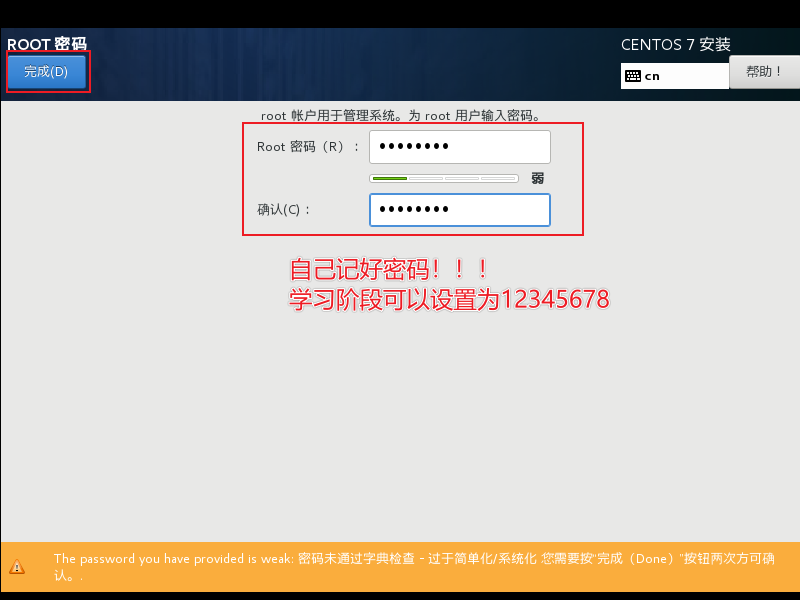 ROOT 密码
CENTOS 7 安装
完成(D)
cn
帮助！
root 帐户用于管理系统。为 root 用户输入密码。
Root 密码（R）：
••••••••
弱
确认(C)：
••••••••
自己记好密码！！！
学习阶段可以设置为12345678
The password you have provided is weak: 密码未通过字典检查 - 过于简单化/系统化 您需要按"完成（Done）"按钮两次方可确
认。.